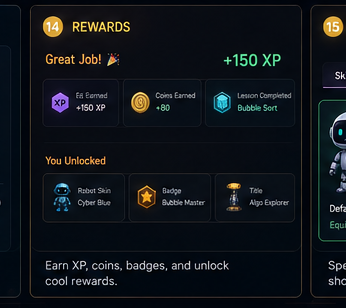 14 REWARDS
Great Job! 🎉 +150 XP
XP Earned Coins Earned Lesson Completed
XP +150 XP +80 Bubble Sort
You Unlocked
Robot Skin Badge Title
Cyber Blue Bubble Master Algo Explorer
Earn XP, coins, badges, and unlock
cool rewards.
15
Sk
Defa
Equi
Spe
sho